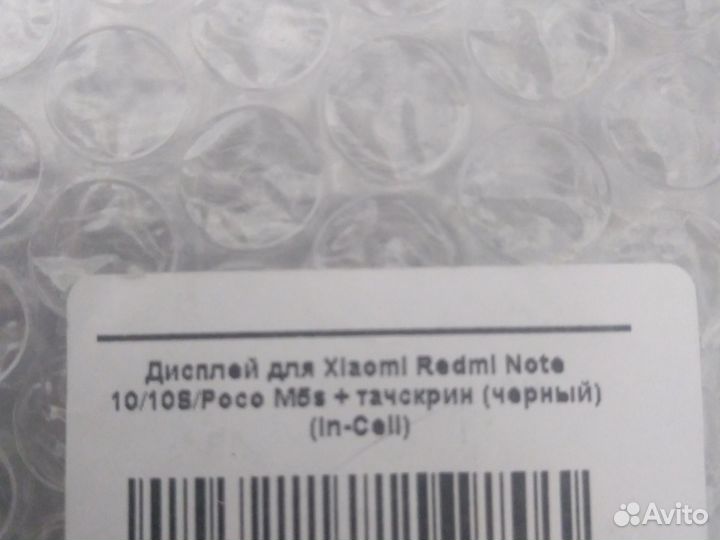 Дисплей для Xiaomi Redmi Note
10/10S/Poco M5s + тачскрин (черный)
(In-Cell)
Avito